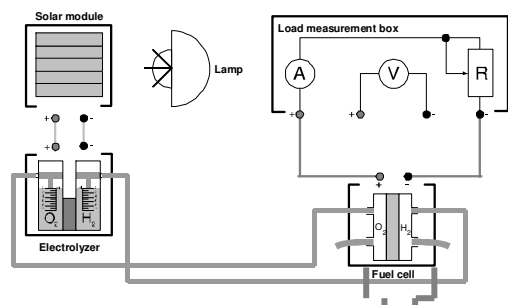 Solar module
Load measurement box
Lamp
A
V
R
+
-
+
-
+
-
+
-
+
-
O2
H2
Electrolyzer
+
-
O2
H2
Fuel cell